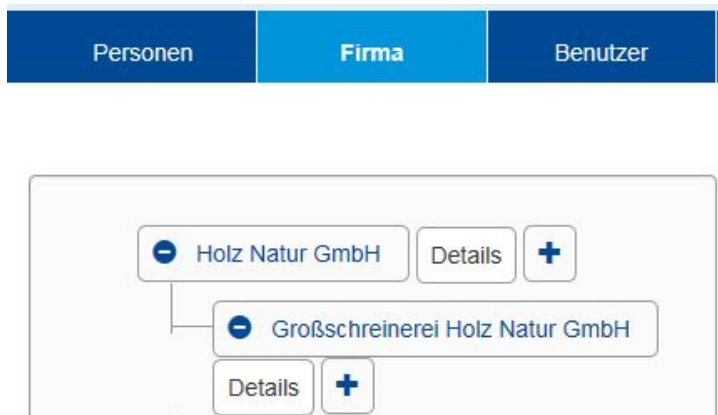 Personen Firma Benutzer
Holz Natur GmbH Details
Großschreinerei Holz Natur GmbH
Details